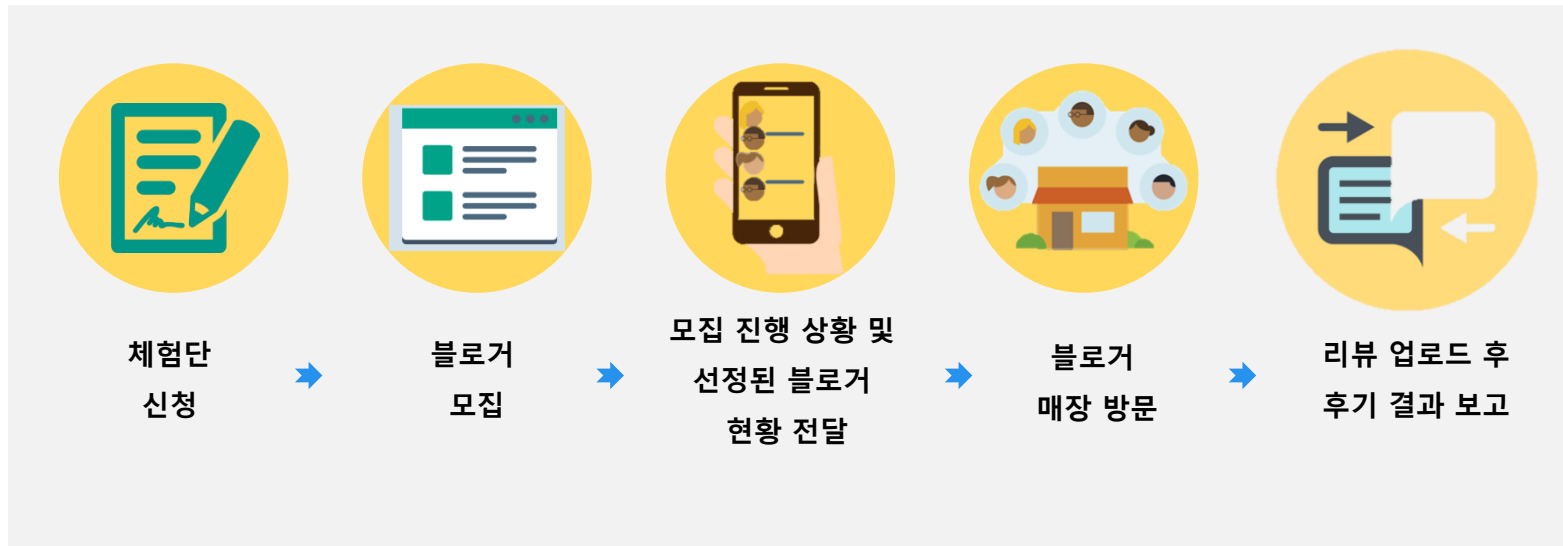 체험단
신청
블로거
모집
모집 진행 상황 및
선정된 블로거
현황 전달
블로거
매장 방문
리뷰 업로드 후
후기 결과 보고